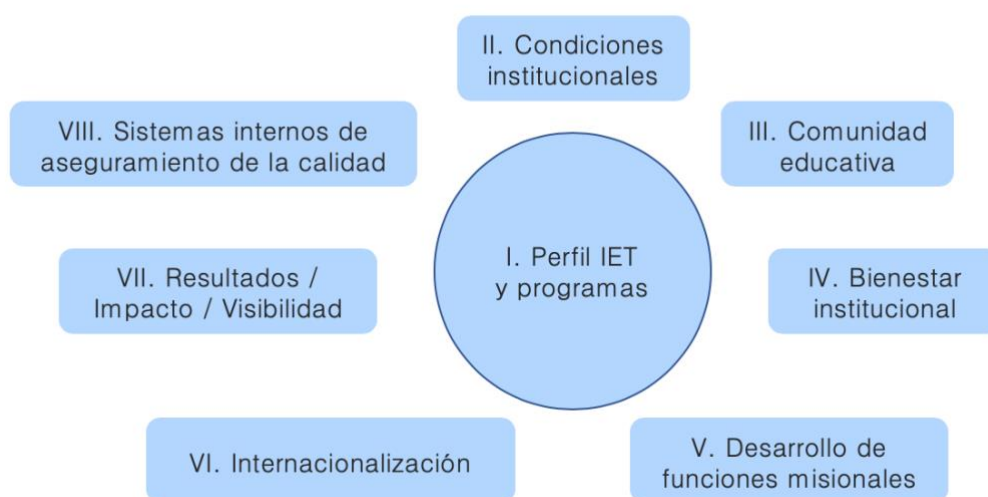 II. Condiciones
institucionales
VIII. Sistemas internos de
aseguramiento de la calidad
III. Comunidad
educativa
I. Perfil IET
y programas
VII. Resultados /
Impacto / Visibilidad
IV. Bienestar
institucional
VI. Internacionalización
V. Desarrollo de
funciones misionales